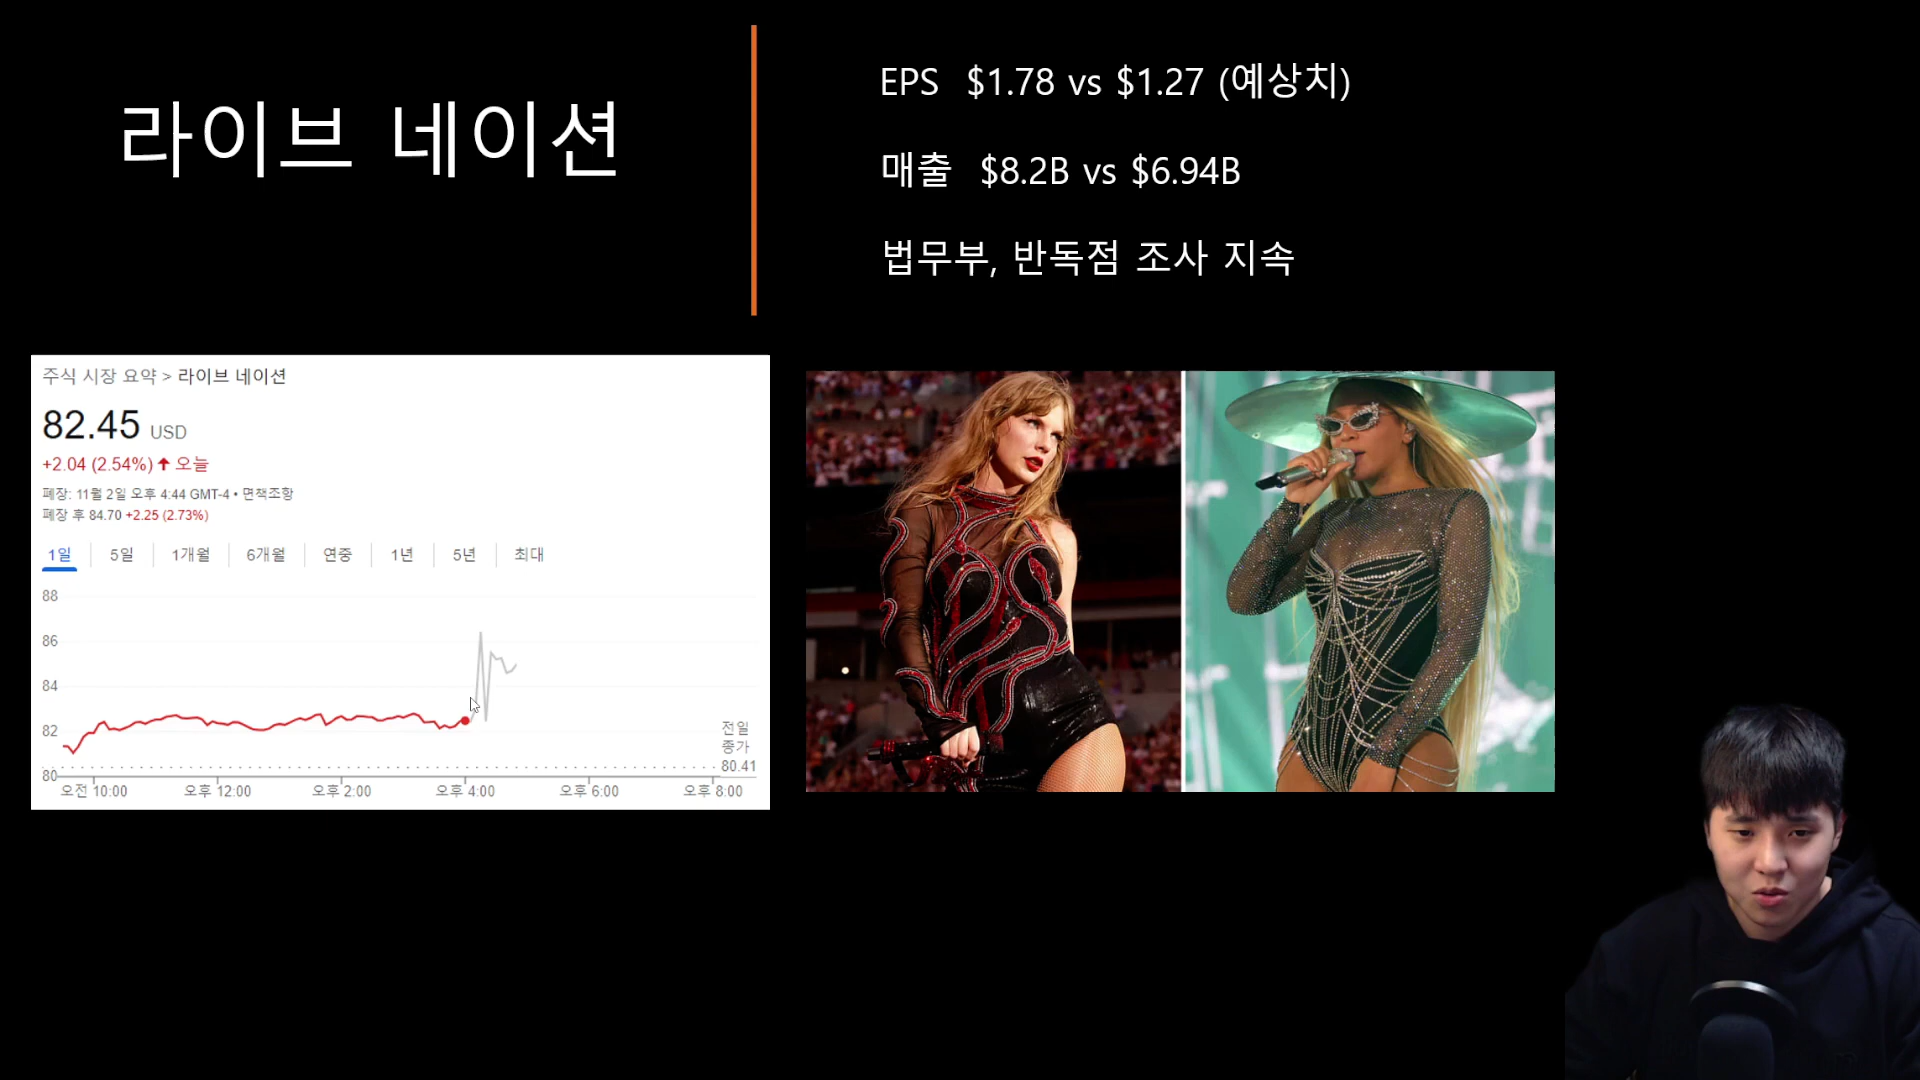 라이브 네이션
EPS $1.78 vs $1.27 (예상치)
매출 $8.2B vs $6.94B
법무부, 반독점 조사 지속
주식 시장 요약 > 라이브 네이션
82.45 USD
+2.04 (2.54%) ↑ 오늘
폐장: 11월 2일 오후 4:44 GMT-4 • 면책조항
폐장 후 84.70 +2.25 (2.73%)
1일 5일 1개월 6개월 연중 1년 5년 최대
88
86
84
82
80
전일
종가
80.41
오전 10:00 오후 12:00 오후 2:00 오후 4:00 오후 6:00 오후 8:00